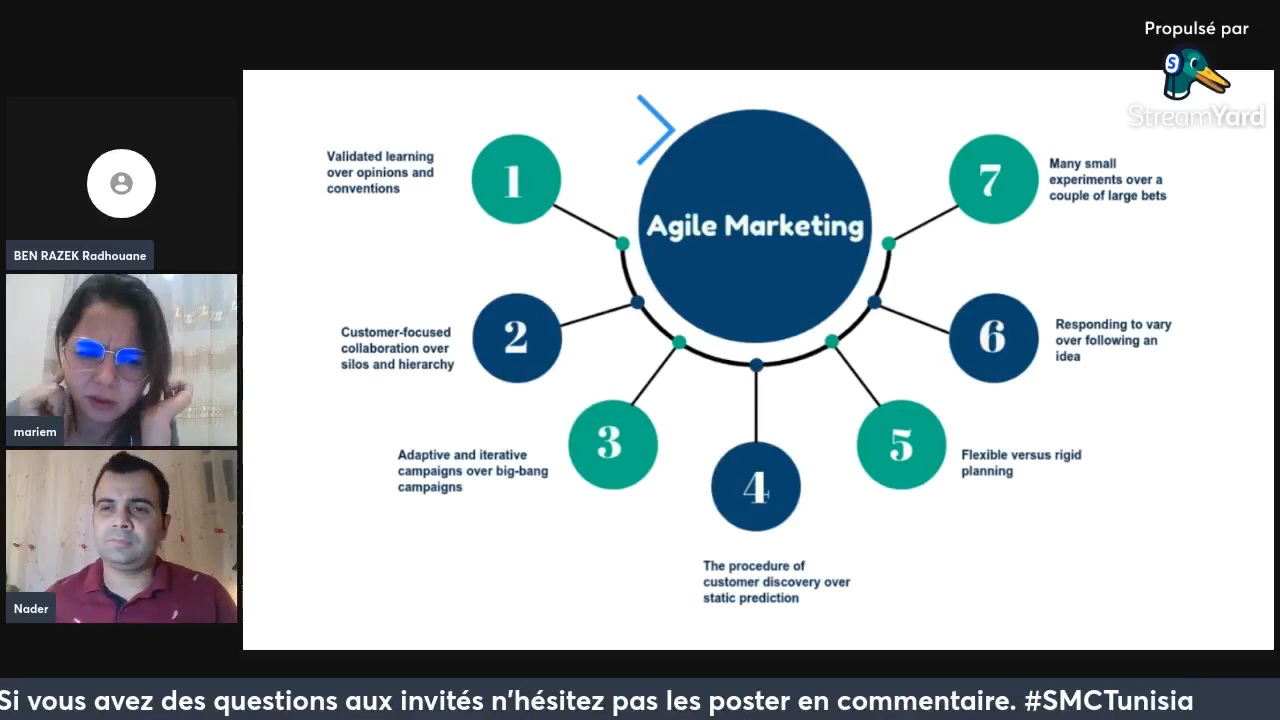 Propulsé par
StreamYard
BEN RAZEK Radhouane
mariem
Nader
Agile Marketing
1
Validated learning
over opinions and
conventions
2
Customer-focused
collaboration over
silos and hierarchy
3
Adaptive and iterative
campaigns over big-bang
campaigns
4
The procedure of
customer discovery over
static prediction
5
Flexible versus rigid
planning
6
Responding to vary
over following an
idea
7
Many small
experiments over a
couple of large bets
Si vous avez des questions aux invités n'hésitez pas les poster en commentaire. #SMCTunisia